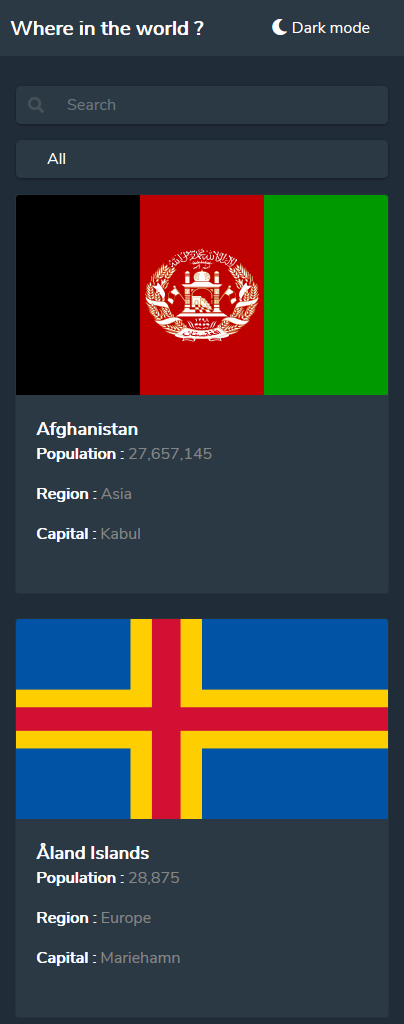 Where in the world ?
Dark mode
Search
All
Afghanistan
Population : 27,657,145
Region : Asia
Capital : Kabul
Åland Islands
Population : 28,875
Region : Europe
Capital : Mariehamn